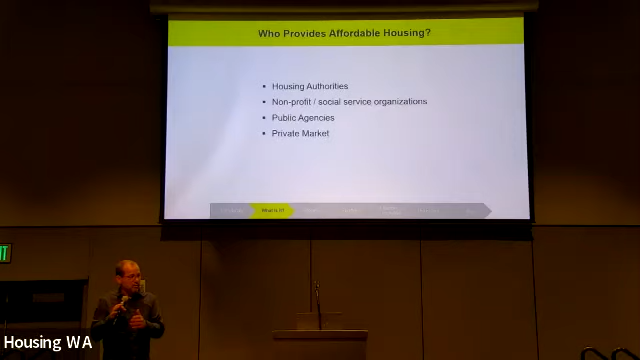 Who Provides Affordable Housing?
• Housing Authorities
• Non-profit / social service organizations
• Public Agencies
• Private Market
What is it?
IT
Housing WA